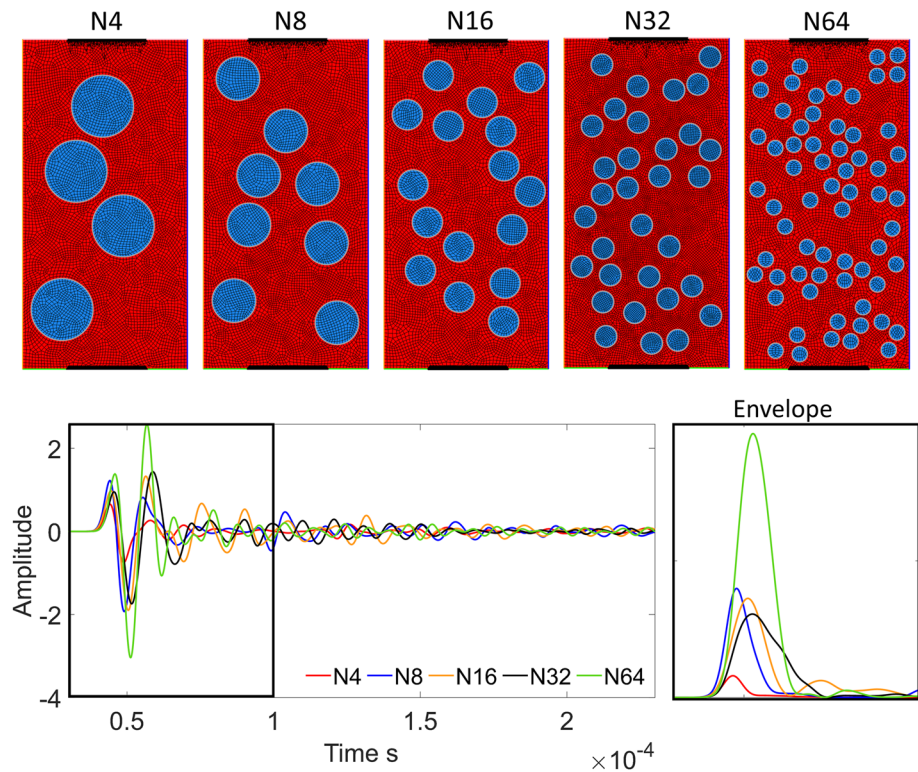 N4 N8 N16 N32 N64
Envelope
2
0
-2
-4
Amplitude
N4 N8 N16 N32 N64
0.5 1 1.5 2
Time s
×10⁻⁴